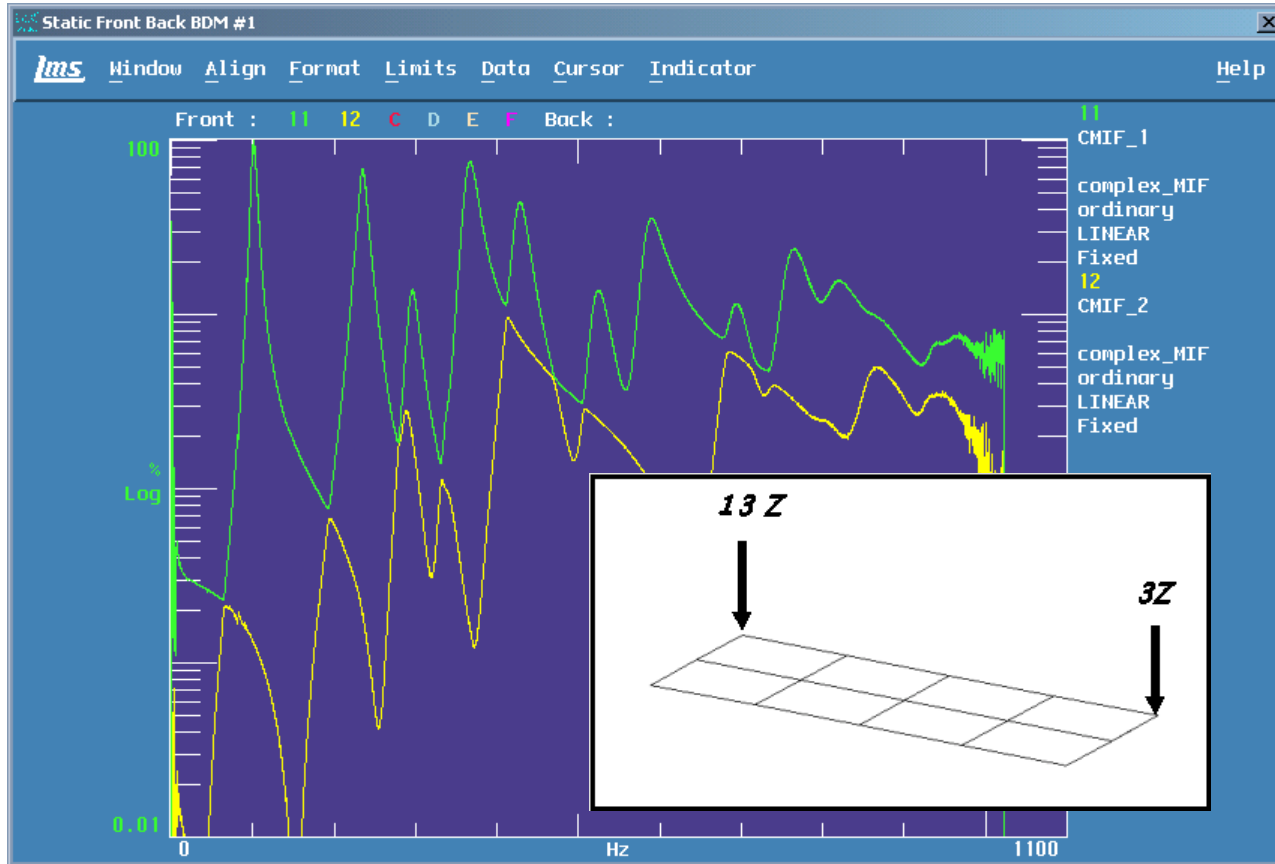 Static Front Back BDM #1
lms Window Align Format Limits Data Cursor Indicator Help
Front : 11 12 C D E F Back :
11
CMIF_1
complex_MIF
ordinary
LINEAR
Fixed
12
CMIF_2
complex_MIF
ordinary
LINEAR
Fixed
100
%
Log
0.01
0 Hz 1100
13 Z
3Z